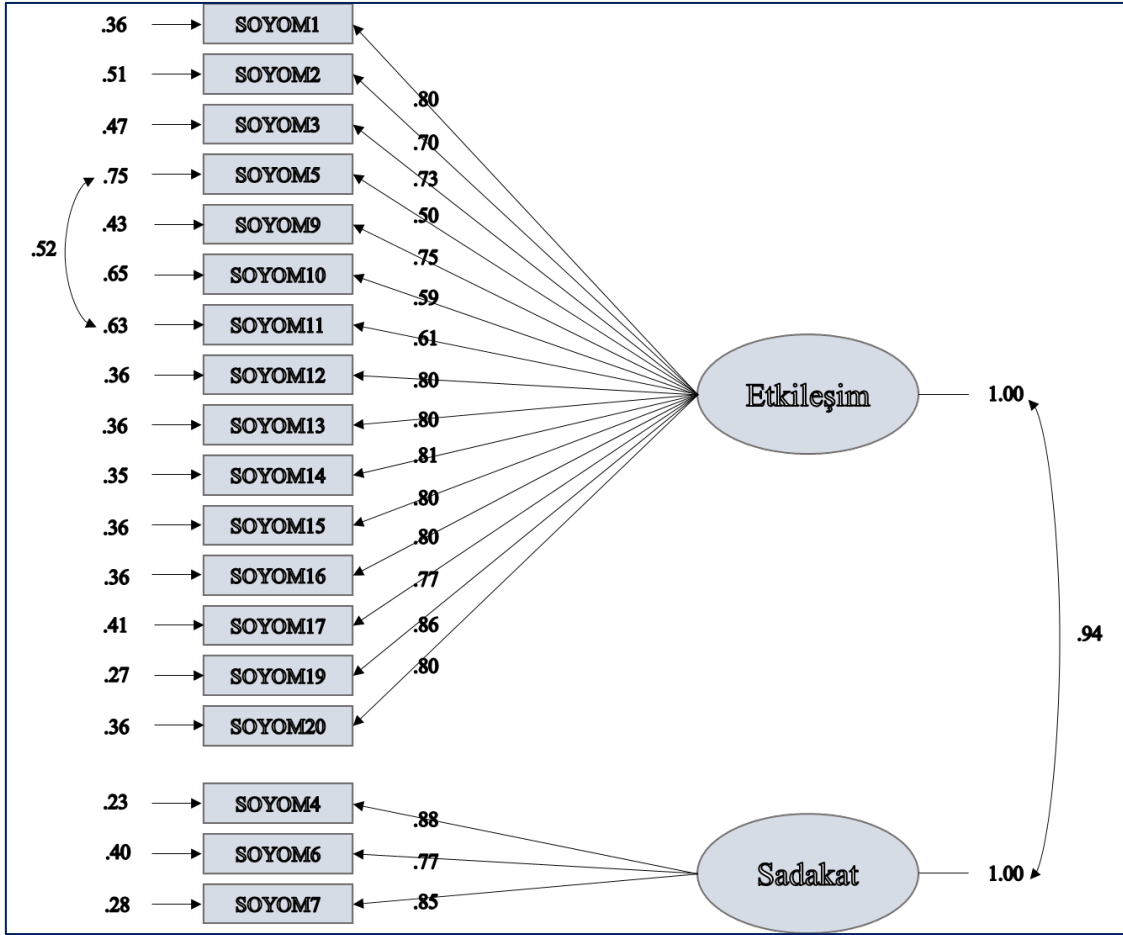 .36 SOYOM1
.51 SOYOM2
.80
.47 SOYOM3
.70
.75 SOYOM5
.73
.50
.43 SOYOM9
.52
.75
.65 SOYOM10
.59
.63 SOYOM11
.61
.36 SOYOM12
.80
Etkileşim 1.00
.36 SOYOM13
.80
.35 SOYOM14
.81
.80
.36 SOYOM15
.80
.36 SOYOM16
.77
.41 SOYOM17
.86
.94
.27 SOYOM19
.80
.36 SOYOM20
.23 SOYOM4
.88
.40 SOYOM6
.77
Sadakat 1.00
.28 SOYOM7
.85